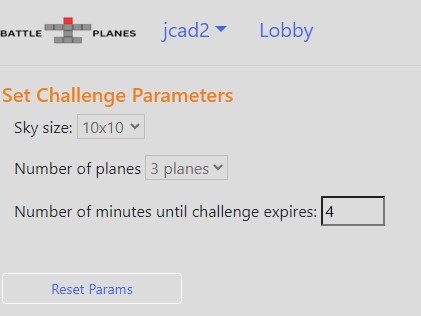 BATTLE PLANES jcad2 Lobby
Set Challenge Parameters
Sky size: 10x10
Number of planes 3 planes
Number of minutes until challenge expires: 4
Reset Params